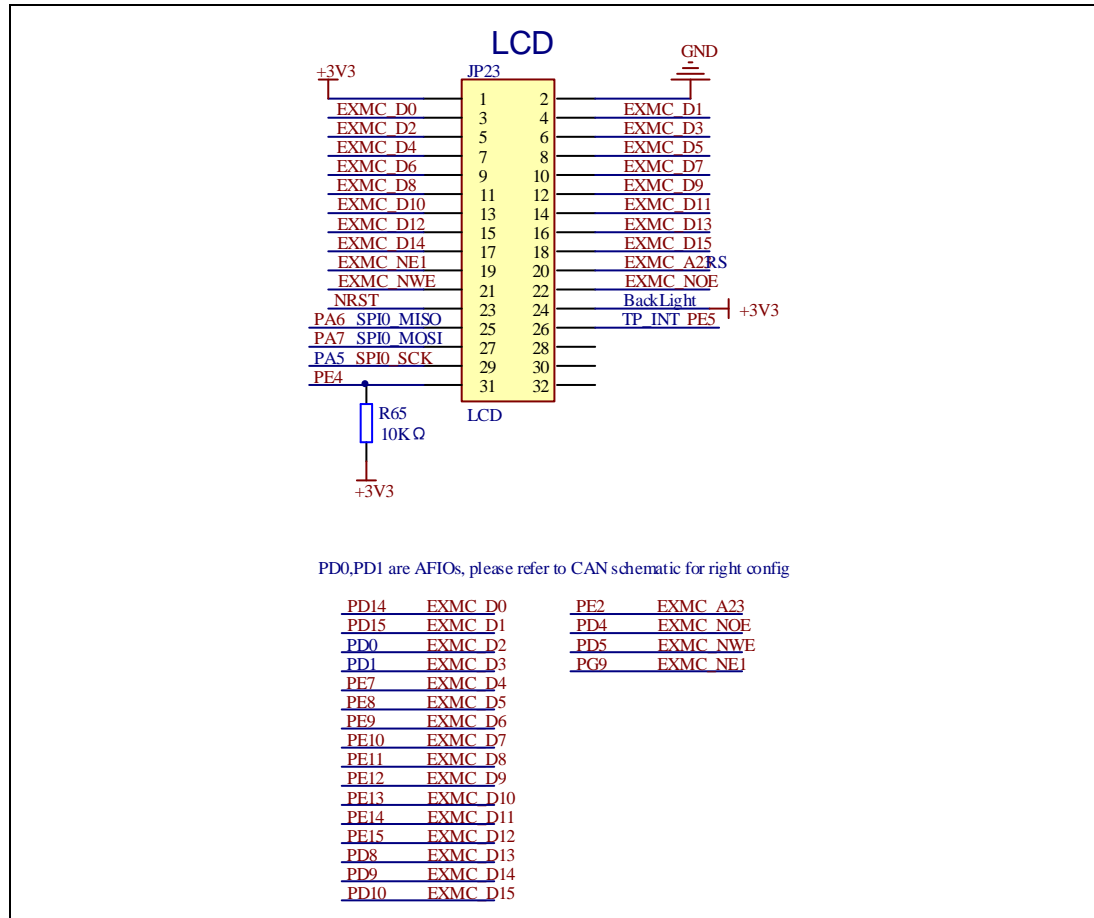 LCD
GND
+3V3 JP23
1 2
EXMC_D0 3 4 EXMC_D1
EXMC_D2 5 6 EXMC_D3
EXMC_D4 7 8 EXMC_D5
EXMC_D6 9 10 EXMC_D7
EXMC_D8 11 12 EXMC_D9
EXMC_D10 13 14 EXMC_D11
EXMC_D12 15 16 EXMC_D13
EXMC_D14 17 18 EXMC_D15
EXMC_NE1 19 20 EXMC_A23 RS
EXMC_NWE 21 22 EXMC_NOE
NRST 23 24 BackLight +3V3
PA6 SPI0_MISO 25 26 TP_INT PE5
PA7 SPI0_MOSI 27 28
PA5 SPI0_SCK 29 30
PE4 31 32
R65 LCD
10KΩ
+3V3
PD0,PD1 are AFIOs, please refer to CAN schematic for right config
PD14 EXMC_D0 PE2 EXMC_A23
PD15 EXMC_D1 PD4 EXMC_NOE
PD0 EXMC_D2 PD5 EXMC_NWE
PD1 EXMC_D3 PG9 EXMC_NE1
PE7 EXMC_D4
PE8 EXMC_D5
PE9 EXMC_D6
PE10 EXMC_D7
PE11 EXMC_D8
PE12 EXMC_D9
PE13 EXMC_D10
PE14 EXMC_D11
PE15 EXMC_D12
PD8 EXMC_D13
PD9 EXMC_D14
PD10 EXMC_D15